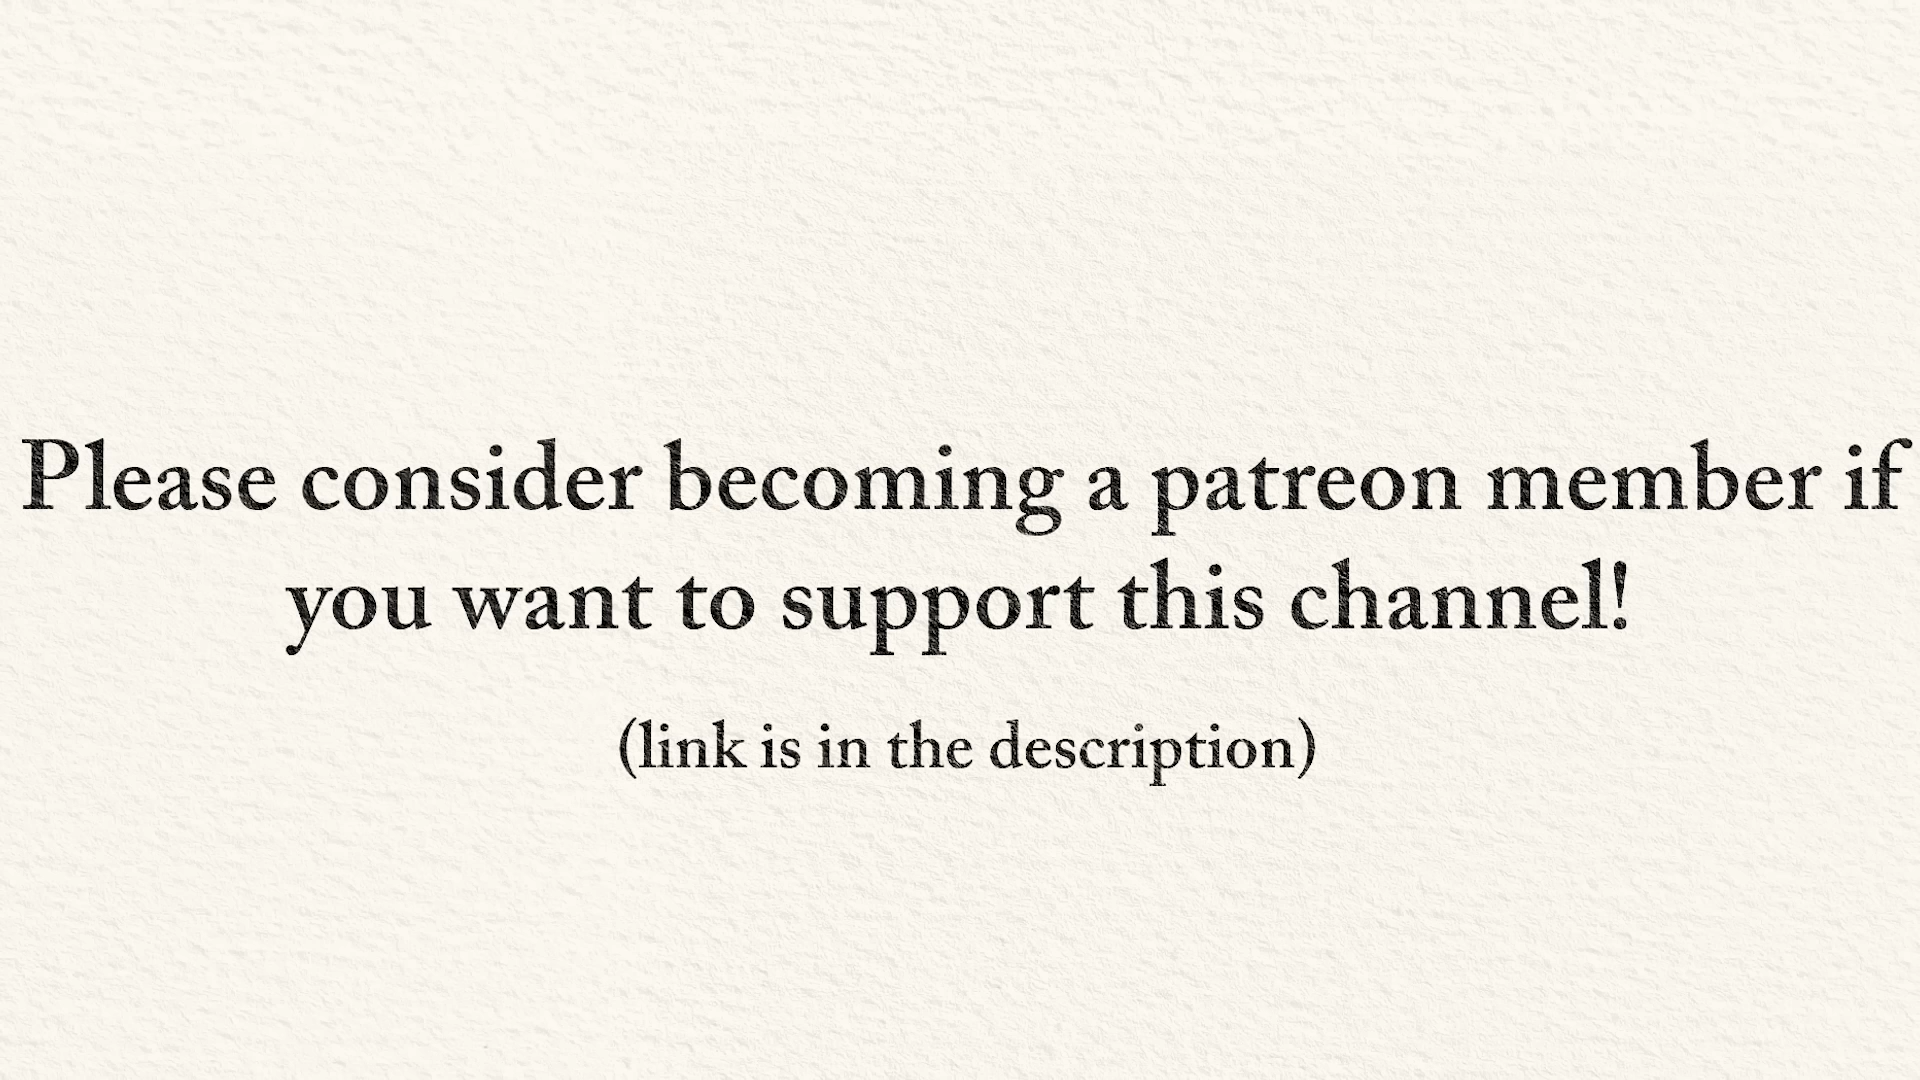 Please consider becoming a patreon member if
you want to support this channel!
(link is in the description)